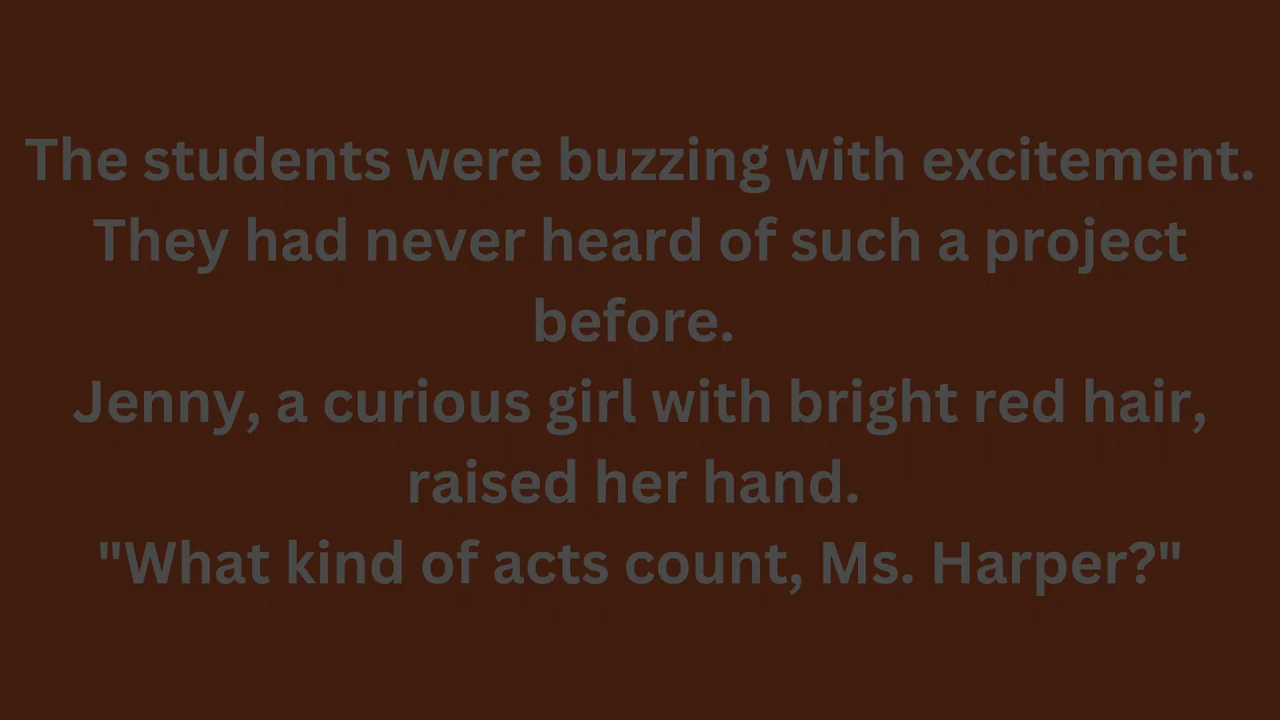 The students were buzzing with excitement.
They had never heard of such a project
before.
Jenny, a curious girl with bright red hair,
raised her hand.
"What kind of acts count, Ms. Harper?"